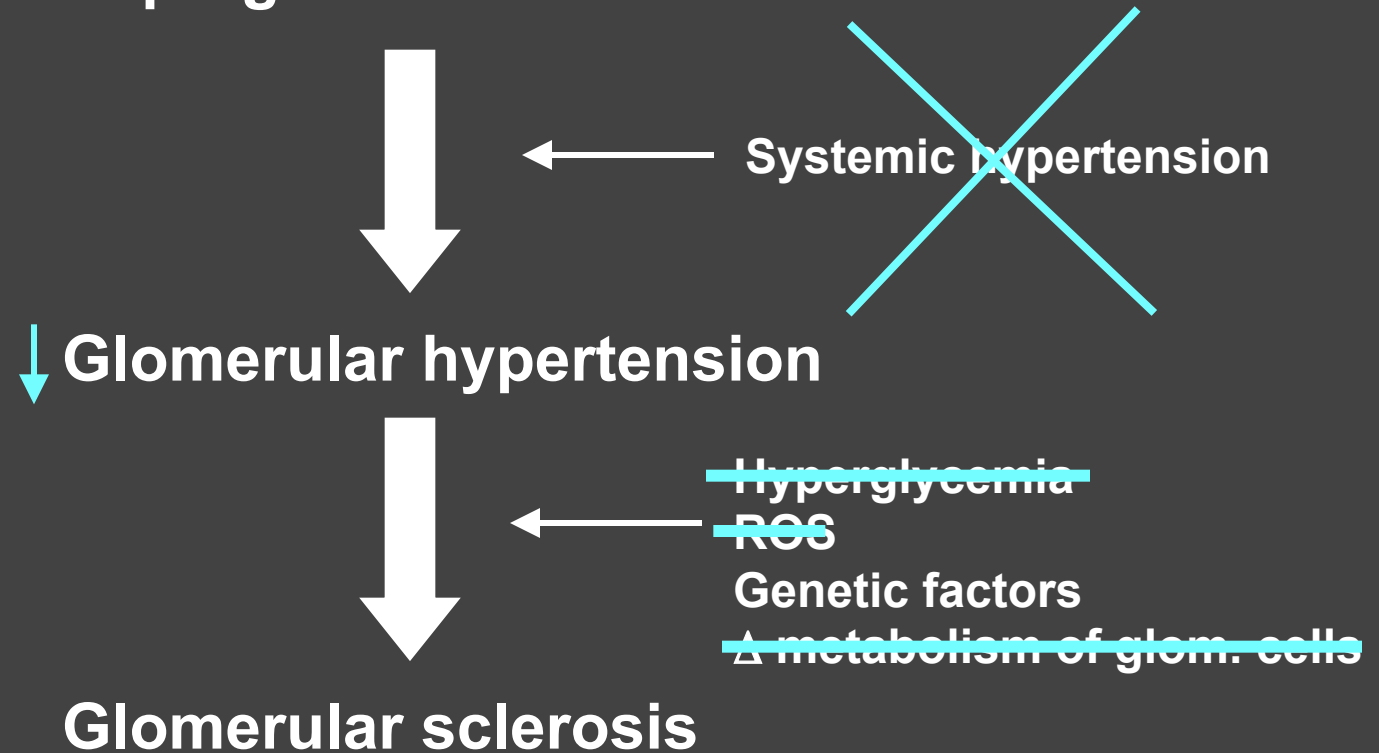 Systemic hypertension
Glomerular hypertension
Hyperglycemia
ROS
Genetic factors
Δ metabolism of glom. cells
Glomerular sclerosis